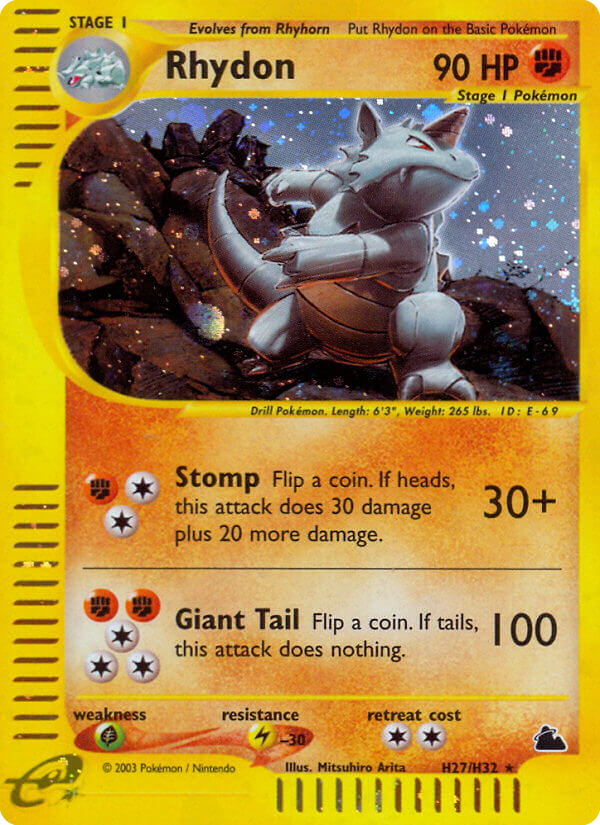 STAGE 1
Evolves from Rhyhorn Put Rhydon on the Basic Pokémon
Rhydon 90 HP
Stage 1 Pokémon
Drill Pokémon. Length: 6'3", Weight: 265 lbs. ID: E-69
Stomp Flip a coin. If heads,
this attack does 30 damage
plus 20 more damage.
30+
Giant Tail Flip a coin. If tails,
this attack does nothing.
100
weakness resistance retreat cost
-30
© 2003 Pokémon / Nintendo Illus. Mitsuhiro Arita H27/H32 ★